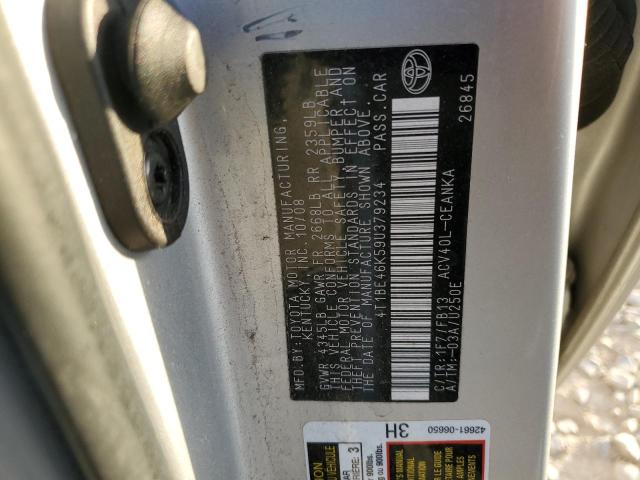 MFD. BY: TOYOTA MOTOR MANUFACTURING,
KENTUCKY, INC. 10/08
GVWR 4345LB GAWR FR 2668LB RR 2359LB
THIS VEHICLE CONFORMS TO ALL APPLICABLE
FEDERAL MOTOR VEHICLE SAFETY, BUMPER AND
THEFT PREVENTION STANDARDS IN EFFECT ON
THE DATE OF MANUFACTURE SHOWN ABOVE.
4T1BE46K59U379234 PASS.CAR
C/TR:1F7/FB13 ACV40L-CEANKA
A/TM:-03A/U250E
26845
42661-06650
3H
3